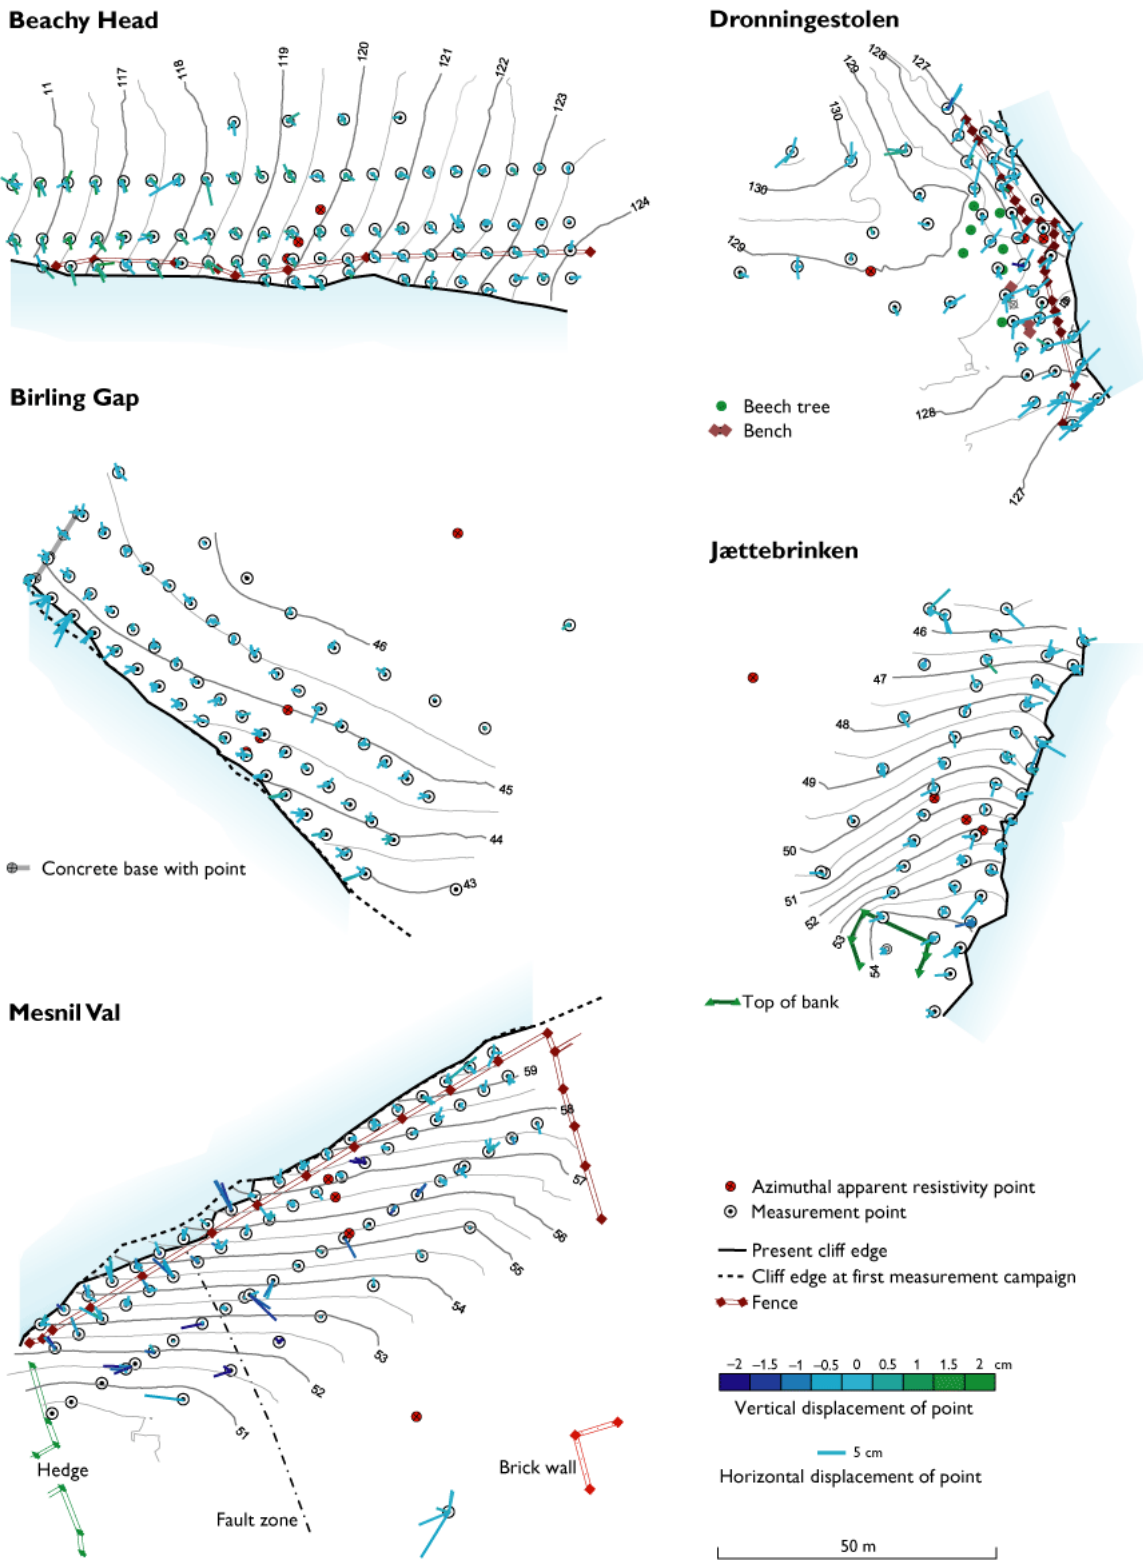 Beachy Head
11
117
118
119
120
121
122
123
124
Dronningestolen
127
128
129
130
130
129
128
127
Beech tree
Bench
Birling Gap
46
45
44
43
Concrete base with point
Jættebrinken
46
47
48
49
50
51
52
53
54
Top of bank
Mesnil Val
59
58
57
56
55
54
53
52
51
Hedge
Fault zone
Brick wall
Azimuthal apparent resistivity point
Measurement point
Present cliff edge
Cliff edge at first measurement campaign
Fence
−2 −1.5 −1 −0.5 0 0.5 1 1.5 2 cm
Vertical displacement of point
5 cm
Horizontal displacement of point
50 m